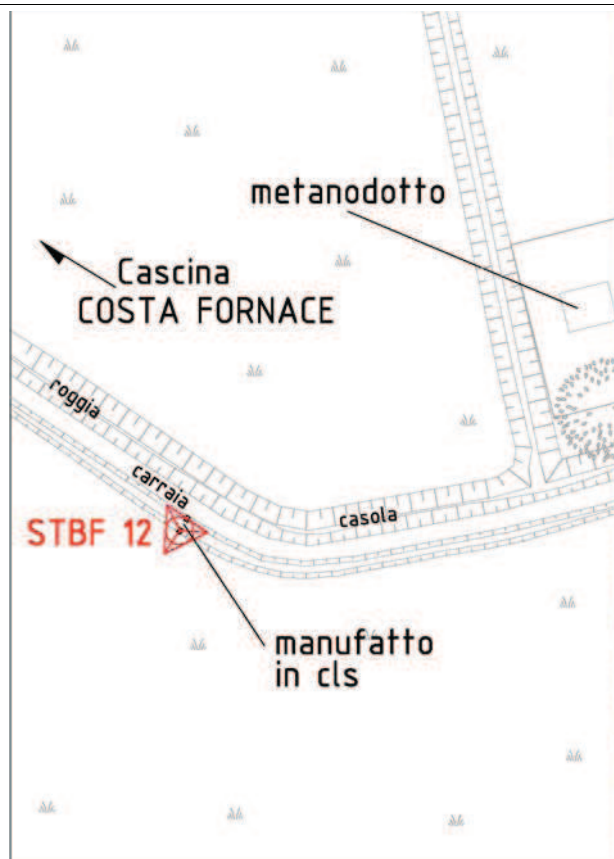 metanodotto
Cascina
COSTA FORNACE
roggia
carraia
casola
STBF 12
manufatto
in cls